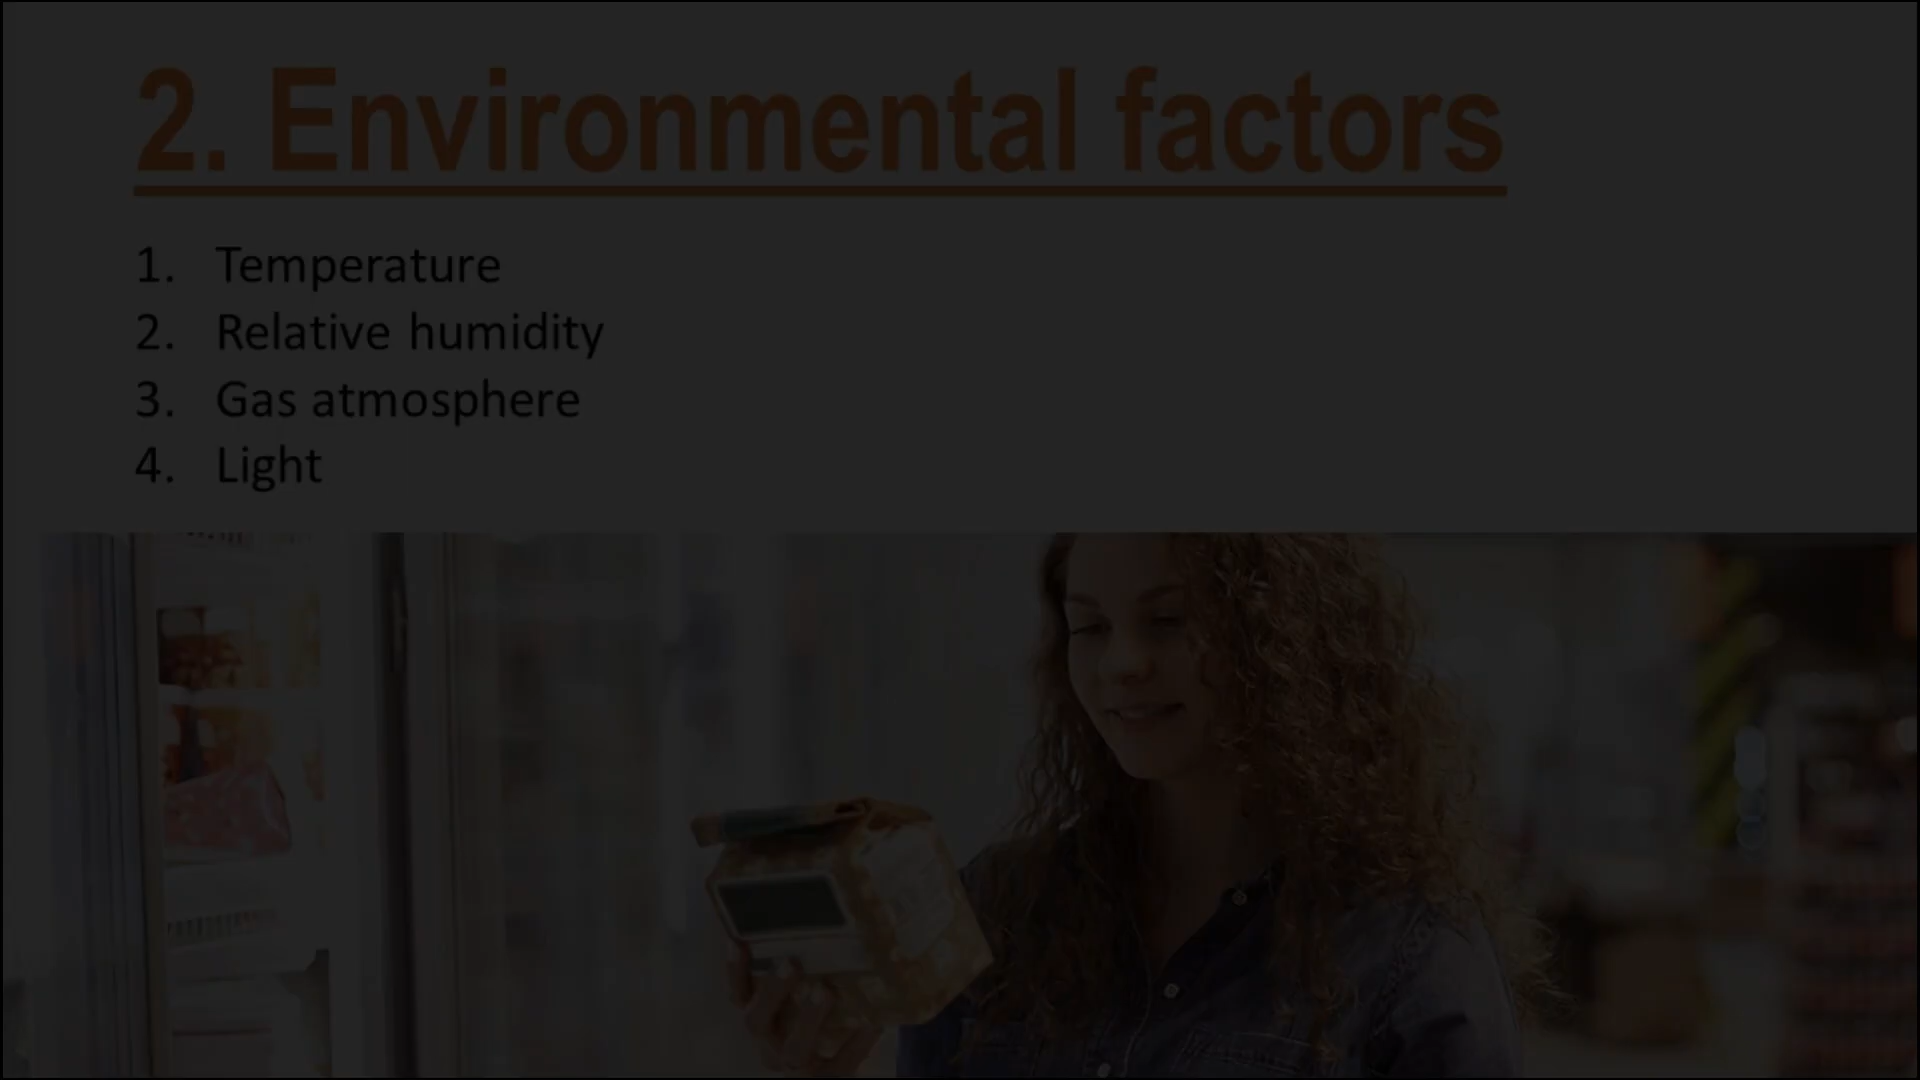 2. Environmental factors
1. Temperature
2. Relative humidity
3. Gas atmosphere
4. Light